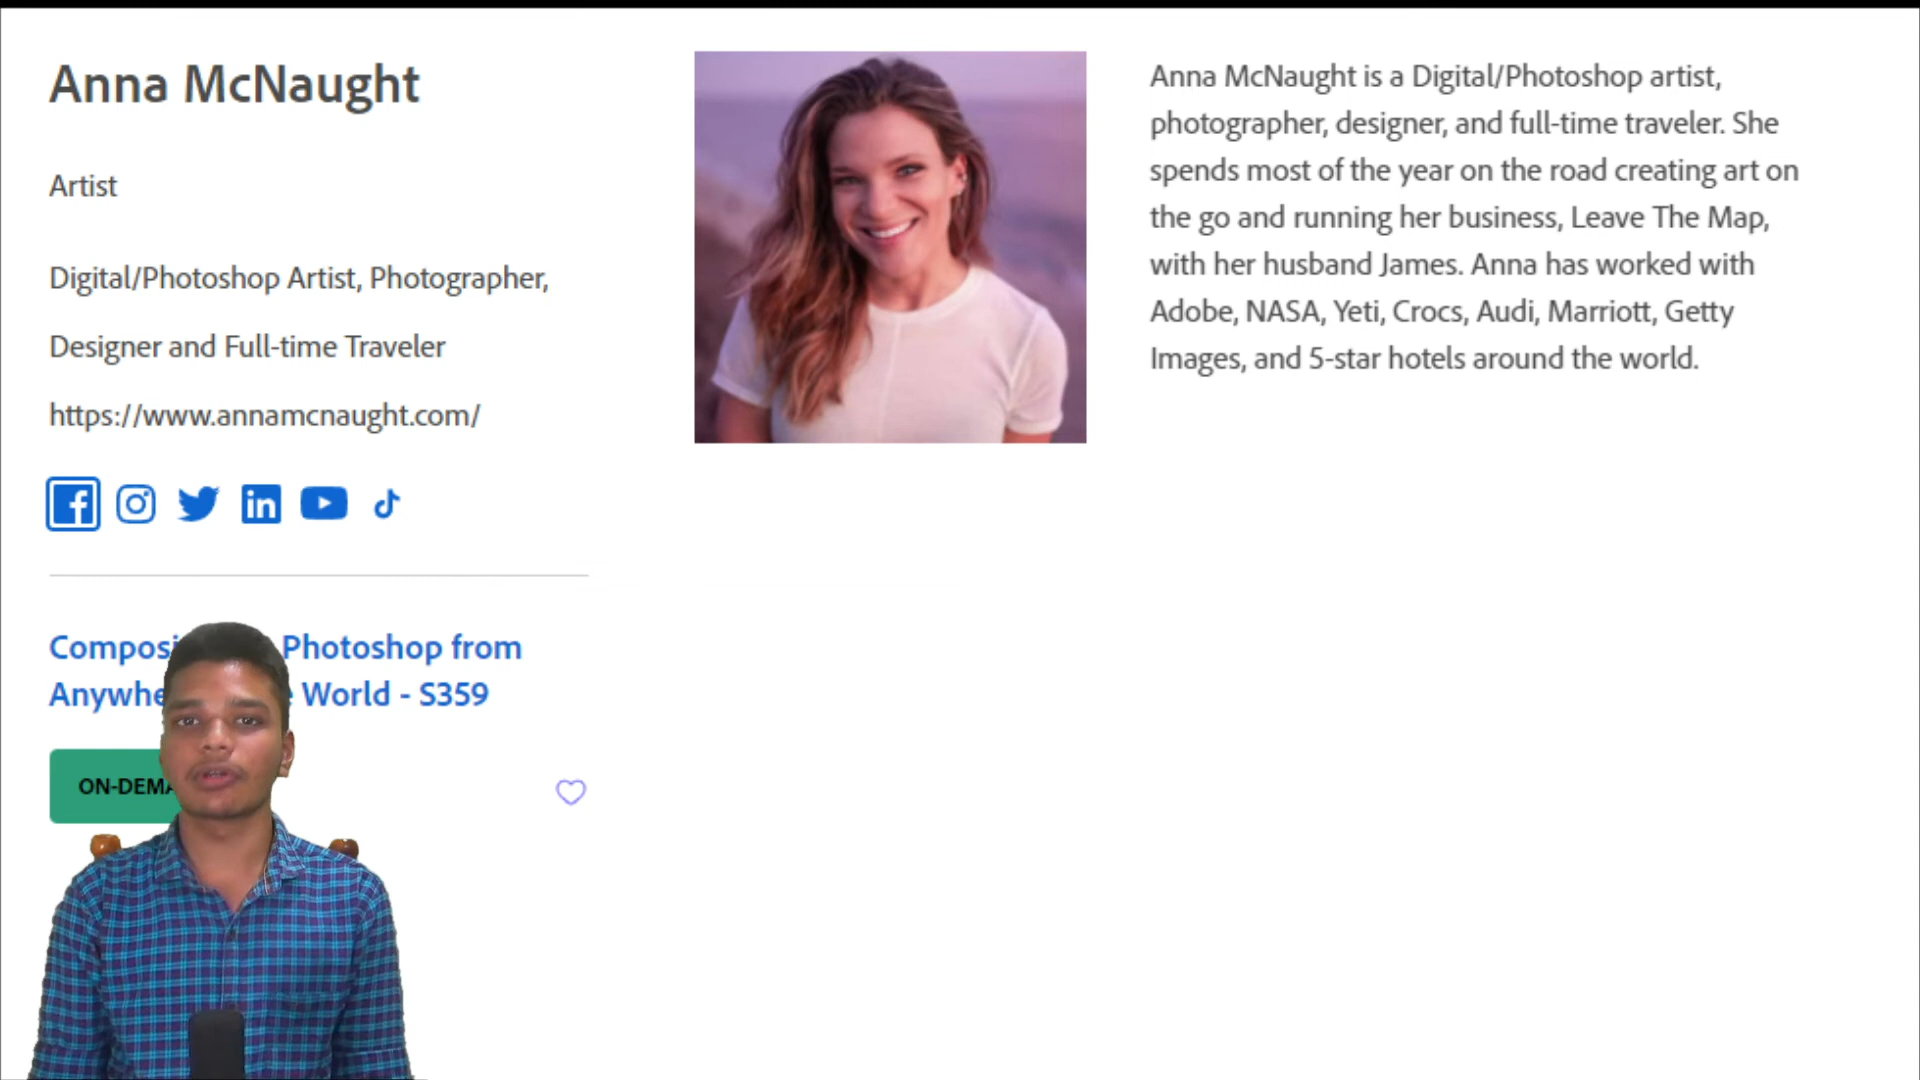 Anna McNaught
Artist
Digital/Photoshop Artist, Photographer,
Designer and Full-time Traveler
https://www.annamcnaught.com/
Photoshop from
World - S359
Anna McNaught is a Digital/Photoshop artist,
photographer, designer, and full-time traveler. She
spends most of the year on the road creating art on
the go and running her business, Leave The Map,
with her husband James. Anna has worked with
Adobe, NASA, Yeti, Crocs, Audi, Marriott, Getty
Images, and 5-star hotels around the world.